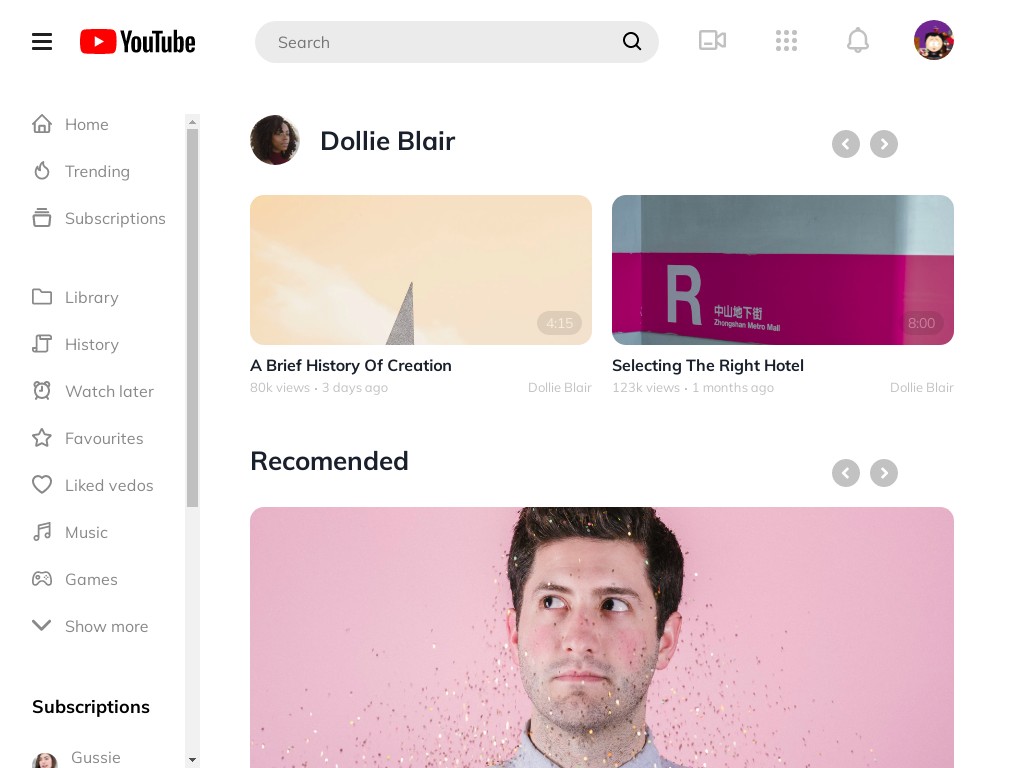 YouTube
Search
Home
Trending
Subscriptions
Library
History
Watch later
Favourites
Liked vedos
Music
Games
Show more
Subscriptions
Gussie
Dollie Blair
4:15
R
中山地下街
Zhongshan Metro Mall
8:00
A Brief History Of Creation
80k views · 3 days ago
Dollie Blair
Selecting The Right Hotel
123k views · 1 months ago
Dollie Blair
Recomended